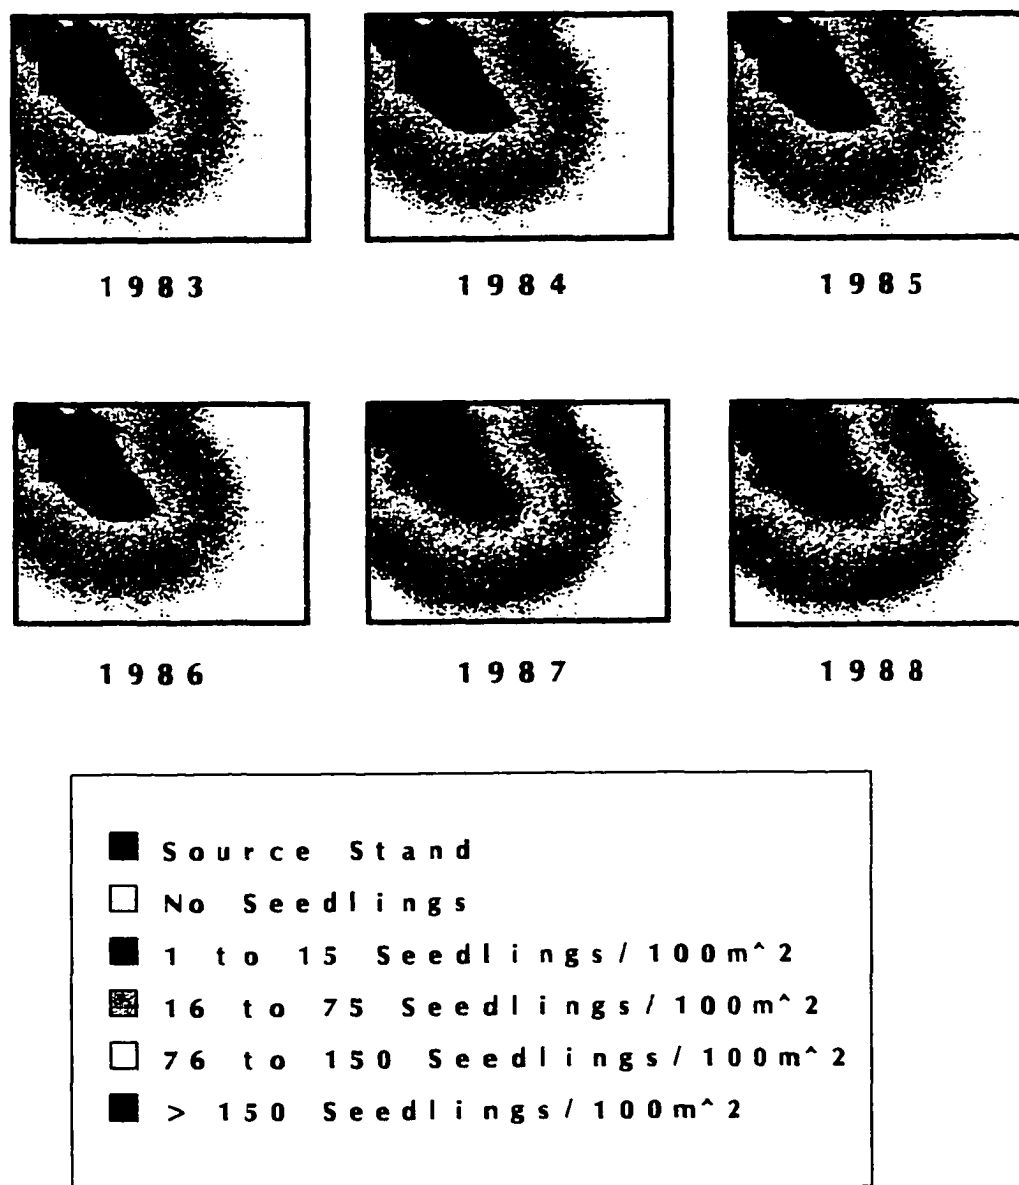 1983 1984 1985
1986 1987 1988
Source Stand
No Seedlings
1 to 15 Seedlings/100m^2
16 to 75 Seedlings/100m^2
76 to 150 Seedlings/100m^2
> 150 Seedlings/100m^2